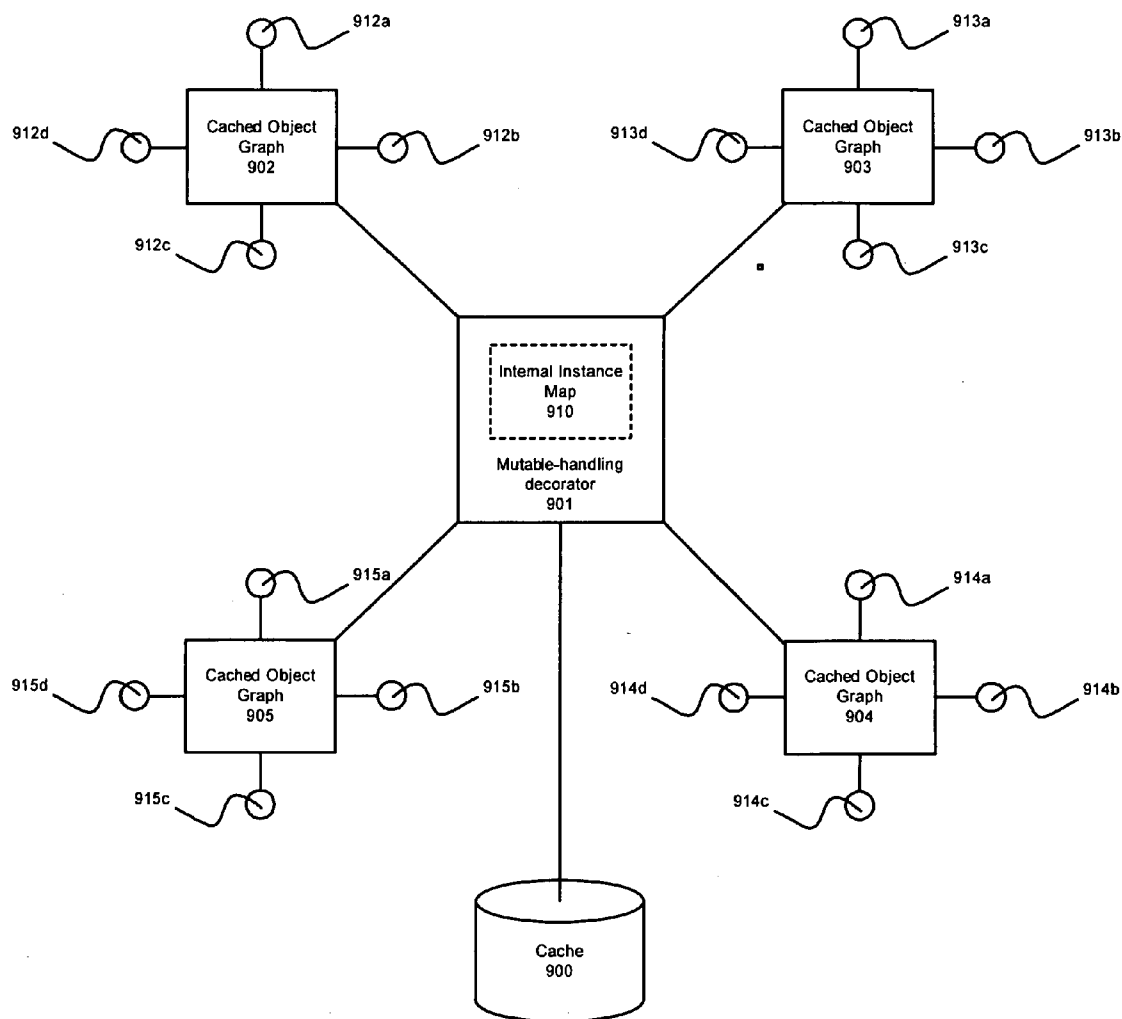 912a
913a
912d
Cached Object
Graph
902
912b
913d
Cached Object
Graph
903
913b
912c
913c
Internal Instance
Map
910
Mutable-handling
decorator
901
915a
914a
915d
Cached Object
Graph
905
915b
914d
Cached Object
Graph
904
914b
915c
914c
Cache
900